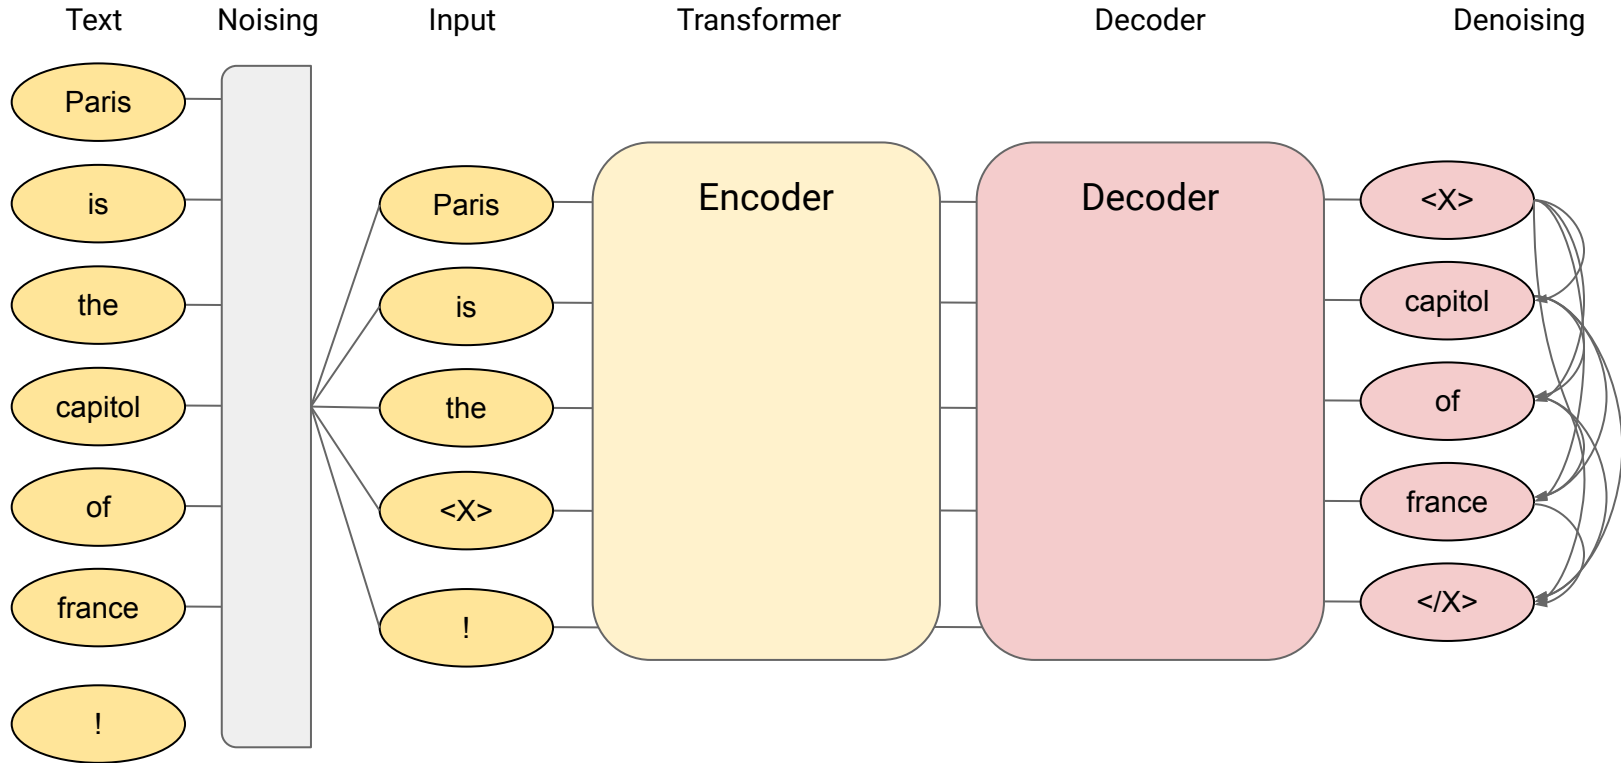 Text
Noising
Input
Transformer
Decoder
Denoising
Paris
is
the
capitol
of
france
!
Paris
is
the
<X>
!
Encoder
Decoder
<X>
capitol
of
france
</X>